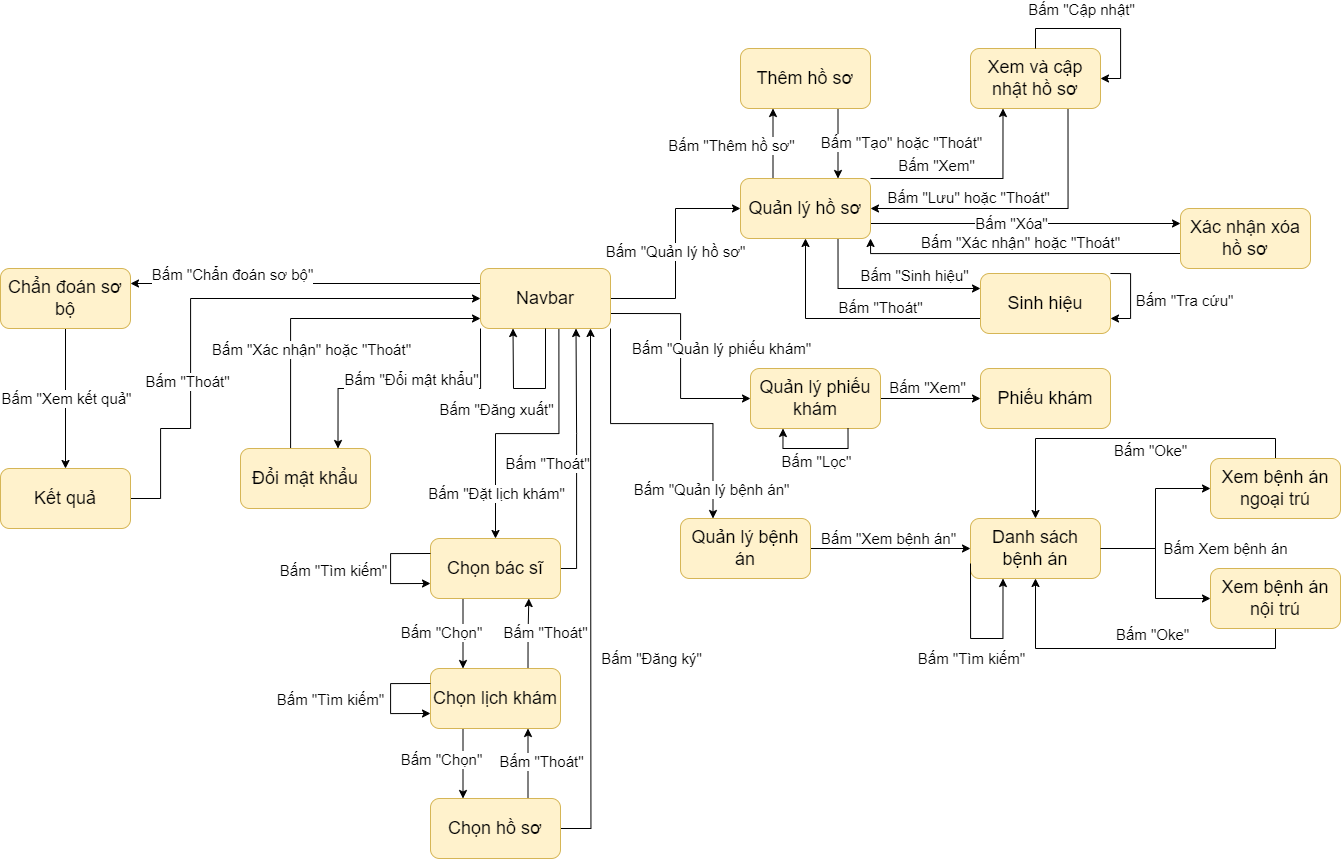 Bấm "Cập nhật"
Thêm hồ sơ
Xem và cập
nhật hồ sơ
Bấm "Thêm hồ sơ"
Bấm "Tạo" hoặc "Thoát"
Bấm "Xem"
Quản lý hồ sơ
Bấm "Lưu" hoặc "Thoát"
Bấm "Xóa"
Xác nhận xóa
hồ sơ
Bấm "Xác nhận" hoặc "Thoát"
Bấm "Quản lý hồ sơ"
Bấm "Chẩn đoán sơ bộ"
Bấm "Sinh hiệu"
Chẩn đoán sơ
bộ
Navbar
Sinh hiệu
Bấm "Tra cứu"
Bấm "Thoát"
Bấm "Xác nhận" hoặc "Thoát"
Bấm "Quản lý phiếu khám"
Bấm "Thoát"
Bấm "Đổi mật khẩu"
Quản lý phiếu
khám
Bấm "Xem"
Phiếu khám
Bấm "Xem kết quả"
Bấm "Đăng xuất"
Bấm "Lọc"
Bấm "Oke"
Bấm "Thoát"
Đổi mật khẩu
Kết quả
Bấm "Đặt lịch khám"
Bấm "Quản lý bệnh án"
Xem bệnh án
ngoại trú
Quản lý bệnh
án
Bấm "Xem bệnh án"
Danh sách
bệnh án
Bấm Xem bệnh án
Bấm "Tìm kiếm"
Chọn bác sĩ
Xem bệnh án
nội trú
Bấm "Chọn"
Bấm "Thoát"
Bấm "Oke"
Bấm "Đăng ký"
Bấm "Tìm kiếm"
Bấm "Tìm kiếm"
Chọn lịch khám
Bấm "Chọn"
Bấm "Thoát"
Chọn hồ sơ